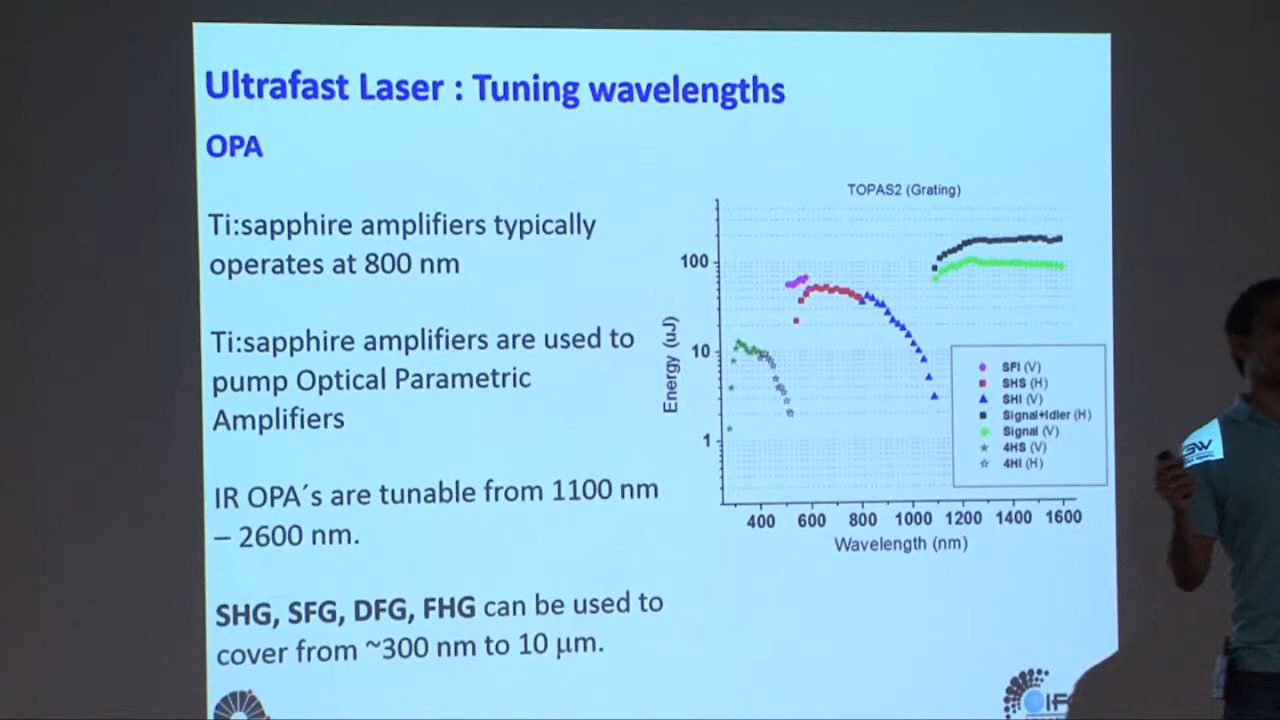 Ultrafast Laser : Tuning wavelengths
OPA
Ti:sapphire amplifiers typically
operates at 800 nm
Ti:sapphire amplifiers are used to
pump Optical Parametric
Amplifiers
IR OPA´s are tunable from 1100 nm
– 2600 nm.
SHG, SFG, DFG, FHG can be used to
cover from ~300 nm to 10 μm.
TOPAS2 (Grating)
Energy (uJ)
100
10
1
SFI (V)
SHS (H)
SHI (V)
Signal+Idler (H)
Signal (V)
4HS (V)
4HI (H)
400 600 800 1000 1200 1400 1600
Wavelength (nm)